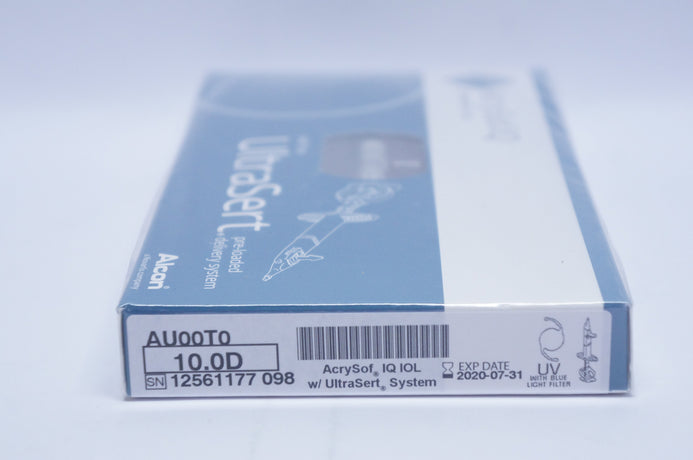 UltraSert
pre-loaded
delivery system
Alcon
AU00T0
10.0D
SN 12561177 098
AcrySof® IQ IOL
w/ UltraSert® System
EXP DATE
2020-07-31
UV
WITH BLUE
LIGHT FILTER